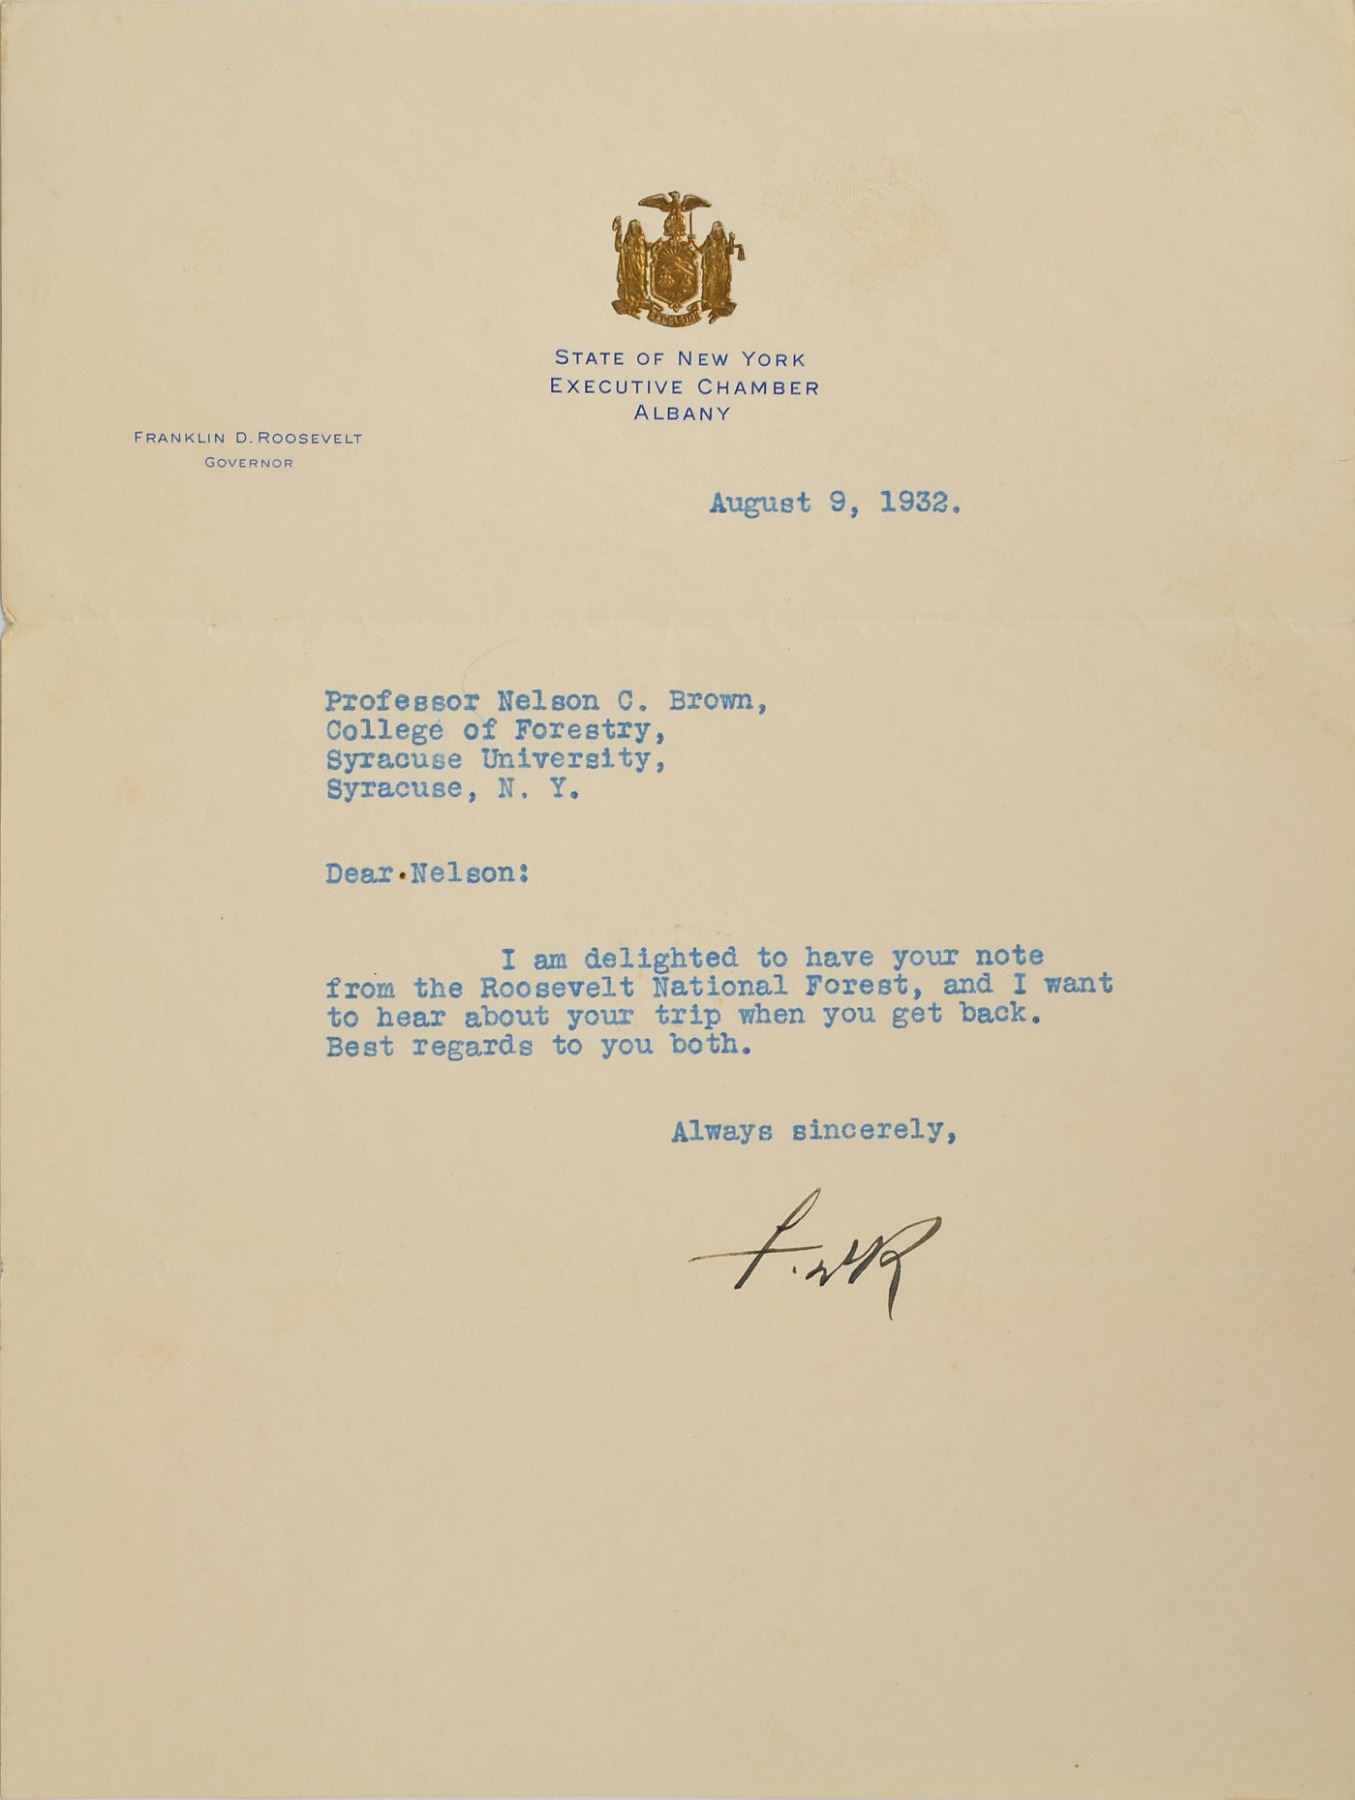 EXCELSIOR
STATE OF NEW YORK
EXECUTIVE CHAMBER
ALBANY
FRANKLIN D. ROOSEVELT
GOVERNOR
August 9, 1932.
Professor Nelson C. Brown,
College of Forestry,
Syracuse University,
Syracuse, N. Y.
Dear Nelson:
I am delighted to have your note
from the Roosevelt National Forest, and I want
to hear about your trip when you get back.
Best regards to you both.
Always sincerely,
F.DR